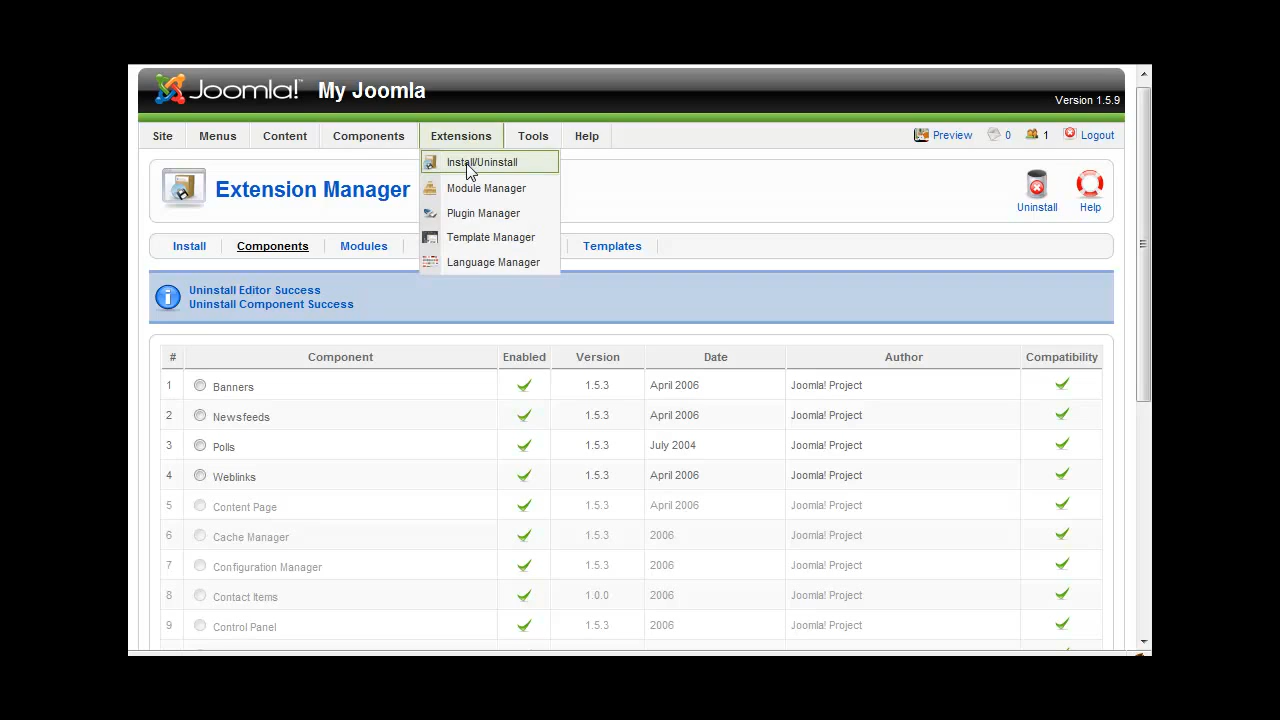 Joomla!™ My Joomla
Version 1.5.9
Site Menus Content Components Extensions Tools Help Preview 0 1 Logout
Install/Uninstall
Module Manager
Plugin Manager
Template Manager
Language Manager
Extension Manager
Uninstall Help
Install Components Modules Templates
Uninstall Editor Success
Uninstall Component Success
# Component Enabled Version Date Author Compatibility
1 Banners 1.5.3 April 2006 Joomla! Project
2 Newsfeeds 1.5.3 April 2006 Joomla! Project
3 Polls 1.5.3 July 2004 Joomla! Project
4 Weblinks 1.5.3 April 2006 Joomla! Project
5 Content Page 1.5.3 April 2006 Joomla! Project
6 Cache Manager 1.5.3 2006 Joomla! Project
7 Configuration Manager 1.5.3 2006 Joomla! Project
8 Contact Items 1.0.0 2006 Joomla! Project
9 Control Panel 1.5.3 2006 Joomla! Project